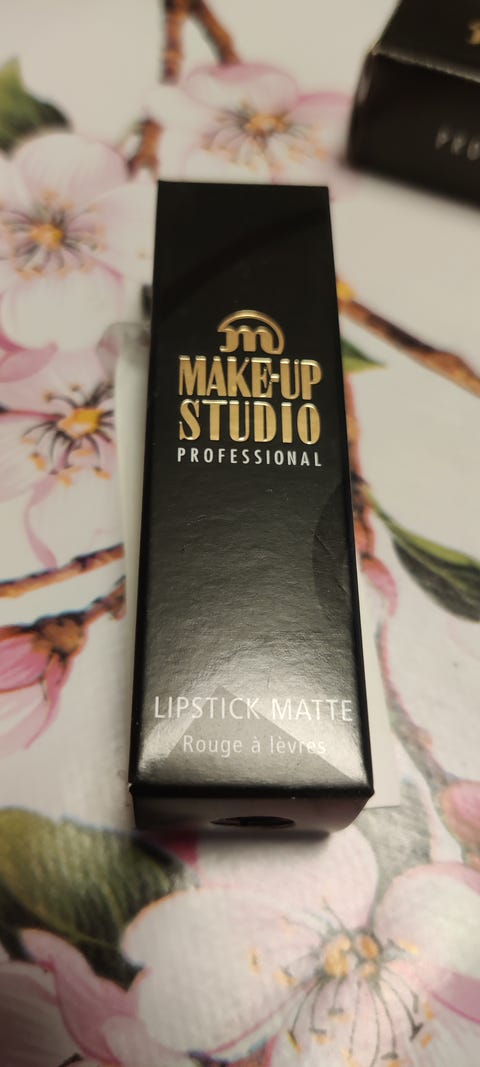 m
MAKE-UP
STUDIO
PROFESSIONAL
LIPSTICK MATTE
Rouge à lèvres